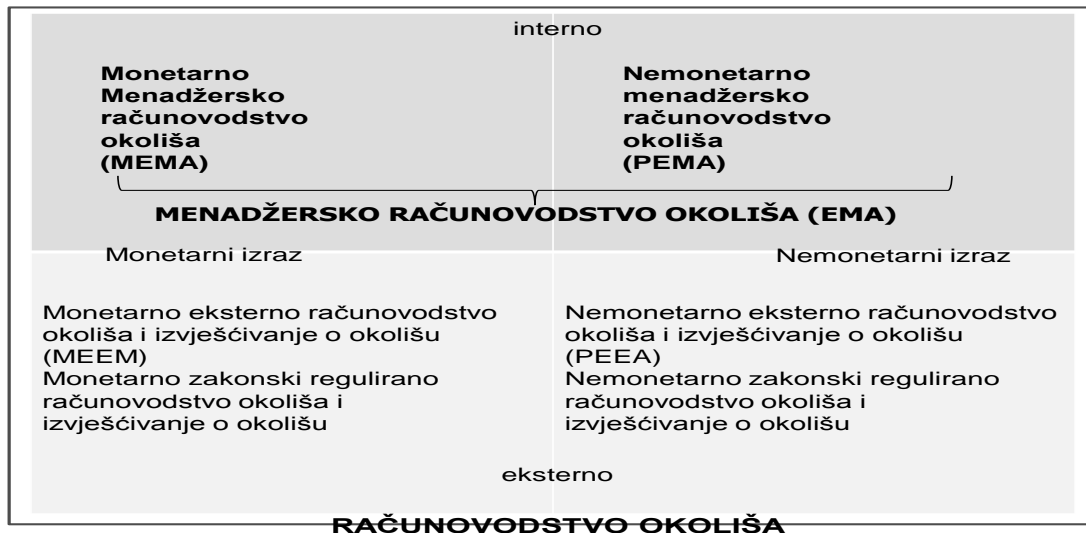 interno
Monetarno
Menadžersko
računovodstvo
okoliša
(MEMA)
Nemonetarno
menadžersko
računovodstvo
okoliša
(PEMA)
MENADŽERSKO RAČUNOVODSTVO OKOLIŠA (EMA)
Monetarni izraz
Nemonetarni izraz
Monetarno eksterno računovodstvo
okoliša i izvješćivanje o okolišu
(MEEM)
Monetarno zakonski regulirano
računovodstvo okoliša i
izvješćivanje o okolišu
Nemonetarno eksterno računovodstvo
okoliša i izvješćivanje o okolišu
(PEEA)
Nemonetarno zakonski regulirano
računovodstvo okoliša i
izvješćivanje o okolišu
eksterno
RAČUNOVODSTVO OKOLIŠA